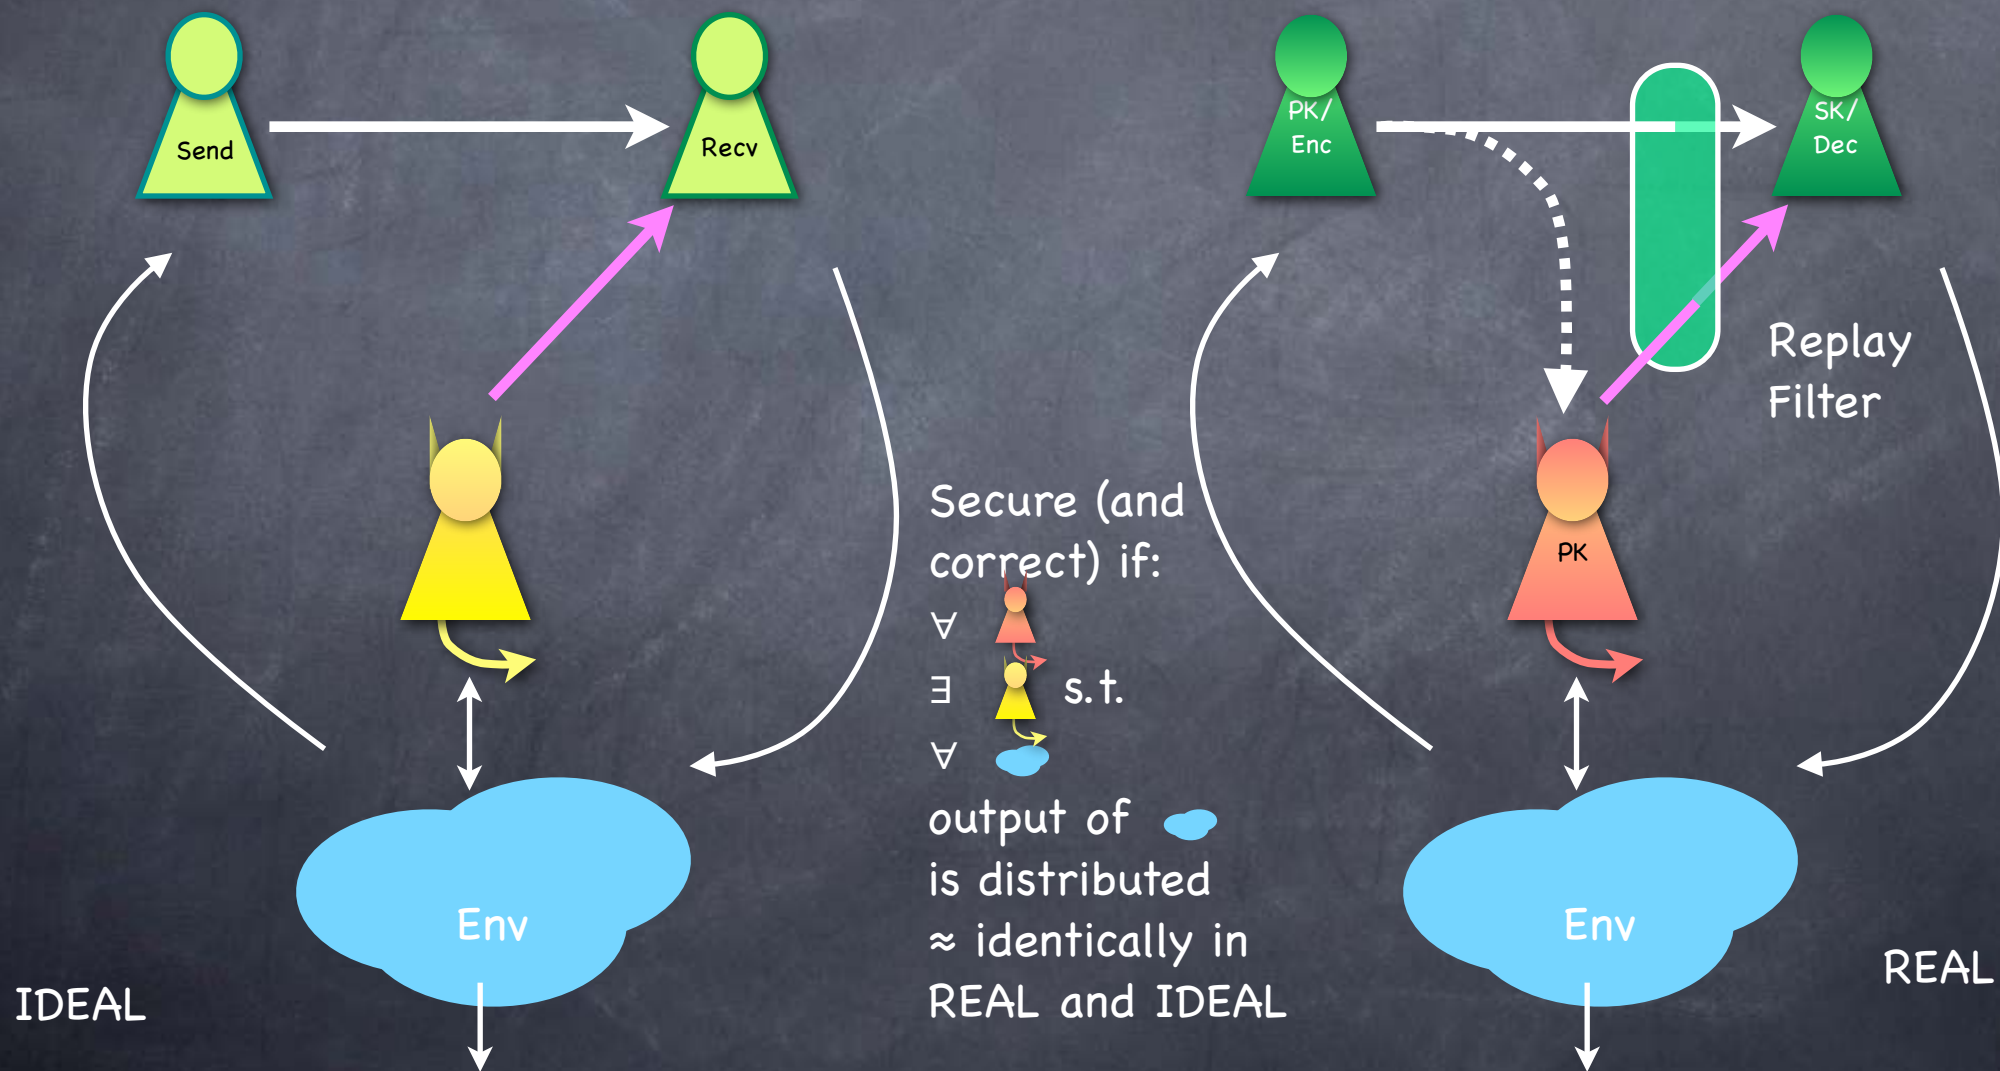 Send
Recv
PK/
Enc
SK/
Dec
Replay
Filter
Secure (and
correct) if:
∀
∃ s.t.
∀
output of
is distributed
≈ identically in
REAL and IDEAL
PK
Env
Env
IDEAL
REAL